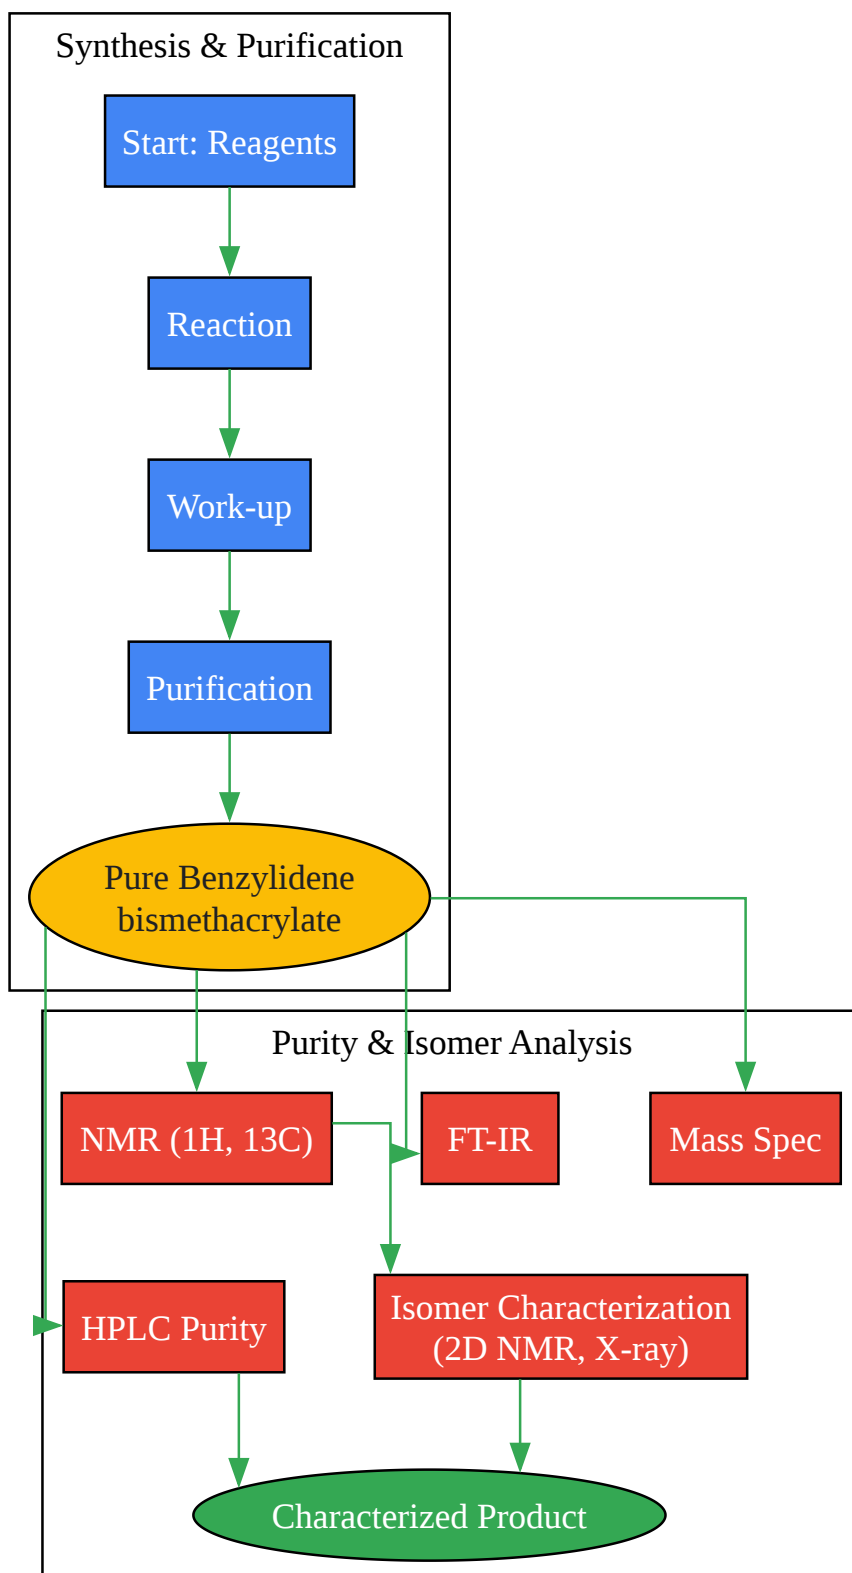 Synthesis & Purification
Start: Reagents
Reaction
Work-up
Purification
Pure Benzylidene
bismethacrylate
Purity & Isomer Analysis
NMR (1H, 13C)
FT-IR
Mass Spec
HPLC Purity
Isomer Characterization
(2D NMR, X-ray)
Characterized Product